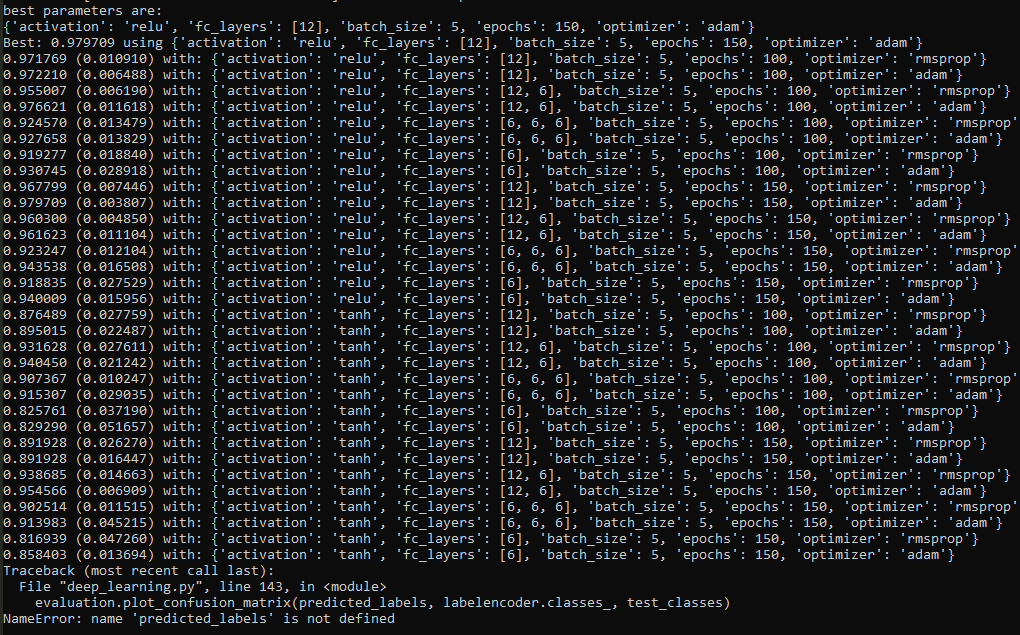 best parameters are:
{'activation': 'relu', 'fc_layers': [12], 'batch_size': 5, 'epochs': 150, 'optimizer': 'adam'}
Best: 0.979709 using {'activation': 'relu', 'fc_layers': [12], 'batch_size': 5, 'epochs': 150, 'optimizer': 'adam'}
0.971769 (0.010910) with: {'activation': 'relu', 'fc_layers': [12], 'batch_size': 5, 'epochs': 100, 'optimizer': 'rmsprop'}
0.972210 (0.006488) with: {'activation': 'relu', 'fc_layers': [12], 'batch_size': 5, 'epochs': 100, 'optimizer': 'adam'}
0.955007 (0.006190) with: {'activation': 'relu', 'fc_layers': [12, 6], 'batch_size': 5, 'epochs': 100, 'optimizer': 'rmsprop'}
0.976621 (0.011618) with: {'activation': 'relu', 'fc_layers': [12, 6], 'batch_size': 5, 'epochs': 100, 'optimizer': 'adam'}
0.924570 (0.013479) with: {'activation': 'relu', 'fc_layers': [6, 6, 6], 'batch_size': 5, 'epochs': 100, 'optimizer': 'rmsprop'
0.927658 (0.013829) with: {'activation': 'relu', 'fc_layers': [6, 6, 6], 'batch_size': 5, 'epochs': 100, 'optimizer': 'adam'}
0.919277 (0.018840) with: {'activation': 'relu', 'fc_layers': [6], 'batch_size': 5, 'epochs': 100, 'optimizer': 'rmsprop'}
0.930745 (0.028918) with: {'activation': 'relu', 'fc_layers': [6], 'batch_size': 5, 'epochs': 100, 'optimizer': 'adam'}
0.967799 (0.007446) with: {'activation': 'relu', 'fc_layers': [12], 'batch_size': 5, 'epochs': 150, 'optimizer': 'rmsprop'}
0.979709 (0.003807) with: {'activation': 'relu', 'fc_layers': [12], 'batch_size': 5, 'epochs': 150, 'optimizer': 'adam'}
0.960300 (0.004850) with: {'activation': 'relu', 'fc_layers': [12, 6], 'batch_size': 5, 'epochs': 150, 'optimizer': 'rmsprop'}
0.961623 (0.011104) with: {'activation': 'relu', 'fc_layers': [12, 6], 'batch_size': 5, 'epochs': 150, 'optimizer': 'adam'}
0.923247 (0.012104) with: {'activation': 'relu', 'fc_layers': [6, 6, 6], 'batch_size': 5, 'epochs': 150, 'optimizer': 'rmsprop'
0.943538 (0.016508) with: {'activation': 'relu', 'fc_layers': [6, 6, 6], 'batch_size': 5, 'epochs': 150, 'optimizer': 'adam'}
0.918835 (0.027529) with: {'activation': 'relu', 'fc_layers': [6], 'batch_size': 5, 'epochs': 150, 'optimizer': 'rmsprop'}
0.940009 (0.015956) with: {'activation': 'relu', 'fc_layers': [6], 'batch_size': 5, 'epochs': 150, 'optimizer': 'adam'}
0.876489 (0.027759) with: {'activation': 'tanh', 'fc_layers': [12], 'batch_size': 5, 'epochs': 100, 'optimizer': 'rmsprop'}
0.895015 (0.022487) with: {'activation': 'tanh', 'fc_layers': [12], 'batch_size': 5, 'epochs': 100, 'optimizer': 'adam'}
0.931628 (0.027611) with: {'activation': 'tanh', 'fc_layers': [12, 6], 'batch_size': 5, 'epochs': 100, 'optimizer': 'rmsprop'}
0.940450 (0.021242) with: {'activation': 'tanh', 'fc_layers': [12, 6], 'batch_size': 5, 'epochs': 100, 'optimizer': 'adam'}
0.907367 (0.010247) with: {'activation': 'tanh', 'fc_layers': [6, 6, 6], 'batch_size': 5, 'epochs': 100, 'optimizer': 'rmsprop'
0.915307 (0.029035) with: {'activation': 'tanh', 'fc_layers': [6, 6, 6], 'batch_size': 5, 'epochs': 100, 'optimizer': 'adam'}
0.825761 (0.037190) with: {'activation': 'tanh', 'fc_layers': [6], 'batch_size': 5, 'epochs': 100, 'optimizer': 'rmsprop'}
0.829290 (0.051657) with: {'activation': 'tanh', 'fc_layers': [6], 'batch_size': 5, 'epochs': 100, 'optimizer': 'adam'}
0.891928 (0.026270) with: {'activation': 'tanh', 'fc_layers': [12], 'batch_size': 5, 'epochs': 150, 'optimizer': 'rmsprop'}
0.891928 (0.016447) with: {'activation': 'tanh', 'fc_layers': [12], 'batch_size': 5, 'epochs': 150, 'optimizer': 'adam'}
0.938685 (0.014663) with: {'activation': 'tanh', 'fc_layers': [12, 6], 'batch_size': 5, 'epochs': 150, 'optimizer': 'rmsprop'}
0.954566 (0.006909) with: {'activation': 'tanh', 'fc_layers': [12, 6], 'batch_size': 5, 'epochs': 150, 'optimizer': 'adam'}
0.902514 (0.011515) with: {'activation': 'tanh', 'fc_layers': [6, 6, 6], 'batch_size': 5, 'epochs': 150, 'optimizer': 'rmsprop'
0.913983 (0.045215) with: {'activation': 'tanh', 'fc_layers': [6, 6, 6], 'batch_size': 5, 'epochs': 150, 'optimizer': 'adam'}
0.816939 (0.047260) with: {'activation': 'tanh', 'fc_layers': [6], 'batch_size': 5, 'epochs': 150, 'optimizer': 'rmsprop'}
0.858403 (0.013694) with: {'activation': 'tanh', 'fc_layers': [6], 'batch_size': 5, 'epochs': 150, 'optimizer': 'adam'}
Traceback (most recent call last):
  File "deep_learning.py", line 143, in <module>
    evaluation.plot_confusion_matrix(predicted_labels, labelencoder.classes_, test_classes)
NameError: name 'predicted_labels' is not defined